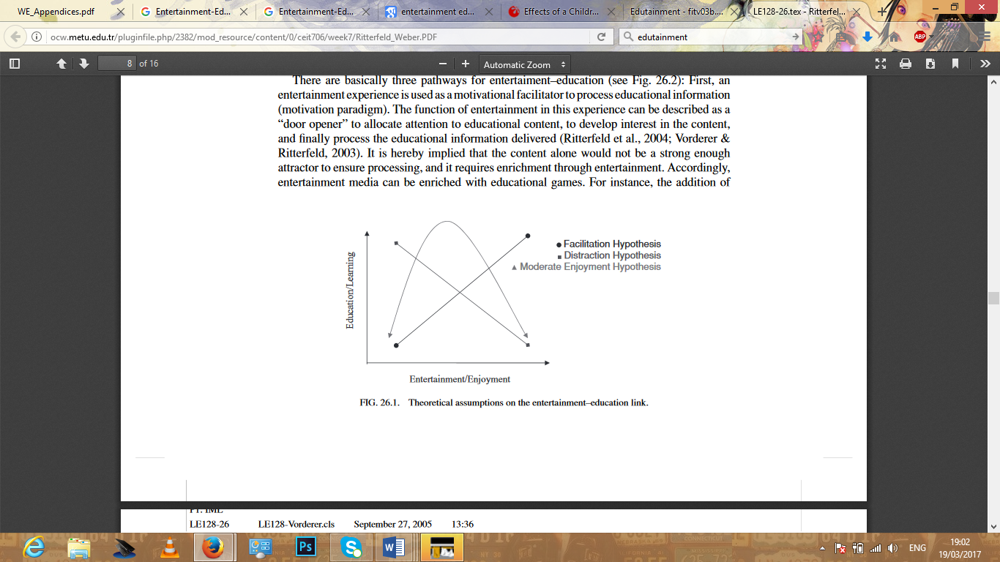 WE_Appendices.pdf
Entertainment-Ed...
Entertainment-Ed...
entertainment ed...
Effects of a Childr...
Edutainment - fitv03b....
LE128-26.tex - Ritterfel...
ocw.metu.edu.tr/pluginfile.php/2382/mod_resource/content/0/ceit706/week7/Ritterfeld_Weber.PDF
edutainment
ABP
8 of 16
Automatic Zoom
There are basically three pathways for entertaiment–education (see Fig. 26.2): First, an
entertainment experience is used as a motivational facilitator to process educational information
(motivation paradigm). The function of entertainment in this experience can be described as a
“door opener” to allocate attention to educational content, to develop interest in the content,
and finally process the educational information delivered (Ritterfeld et al., 2004; Vorderer &
Ritterfeld, 2003). It is hereby implied that the content alone would not be a strong enough
attractor to ensure processing, and it requires enrichment through entertainment. Accordingly,
entertainment media can be enriched with educational games. For instance, the addition of
Education/Learning
Facilitation Hypothesis
Distraction Hypothesis
Moderate Enjoyment Hypothesis
Entertainment/Enjoyment
FIG. 26.1. Theoretical assumptions on the entertainment–education link.
P1: IML
LE128-26 LE128-Vorderer.cls September 27, 2005 13:36
Ps
ENG
19:02
19/03/2017